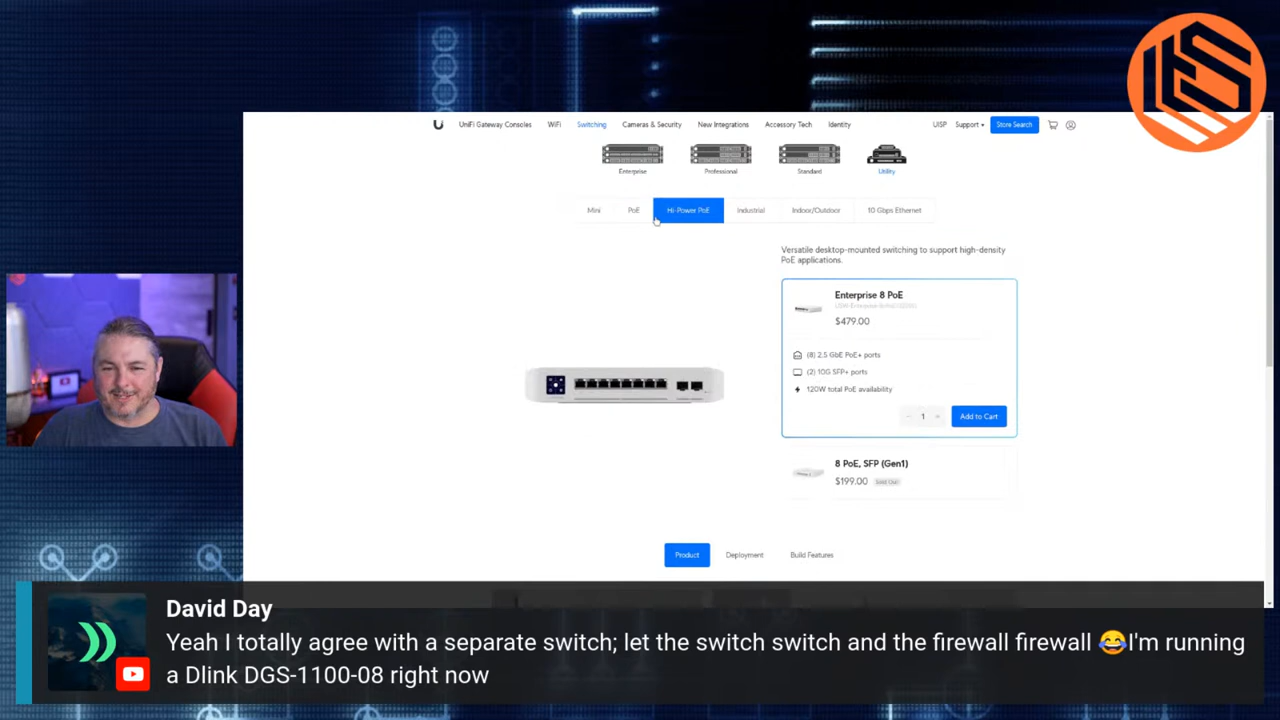 UniFi Gateway Consoles WiFi Switching Cameras & Security New Integrations Accessory Tech Identity UISP Support Store Search
Enterprise Professional Standard Utility
Mini PoE Hi-Power PoE Industrial Indoor/Outdoor 10 Gbps Ethernet
Versatile desktop-mounted switching to support high-density
PoE applications.
Enterprise 8 PoE
$479.00
(8) 2.5 GbE PoE+ ports
(2) 10G SFP+ ports
120W total PoE availability
1 Add to Cart
8 PoE, SFP (Gen1)
$199.00 Sold Out
Product Deployment Build Features
David Day
Yeah I totally agree with a separate switch; let the switch switch and the firewall firewall 😂I'm running
a Dlink DGS-1100-08 right now